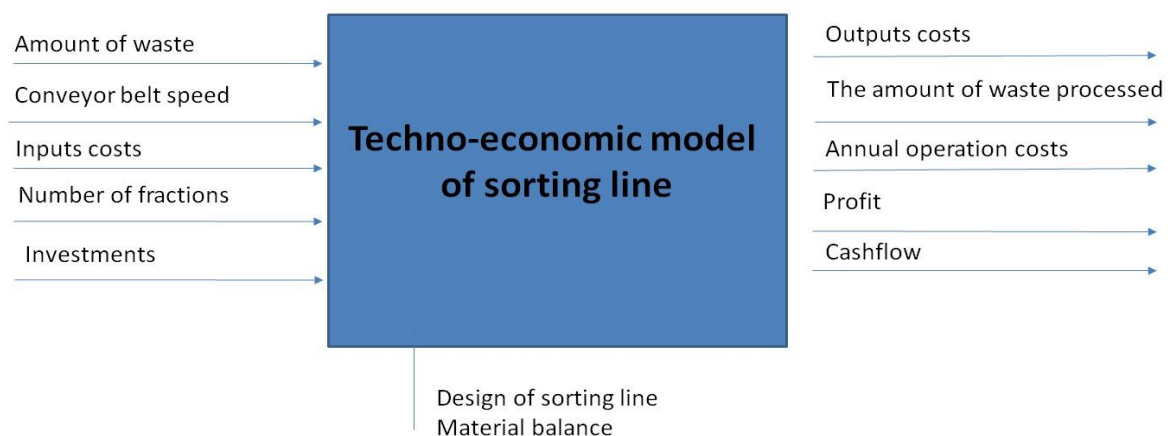 Amount of waste
Conveyor belt speed
Inputs costs
Number of fractions
Investments
Techno-economic model
of sorting line
Outputs costs
The amount of waste processed
Annual operation costs
Profit
Cashflow
Design of sorting line
Material balance